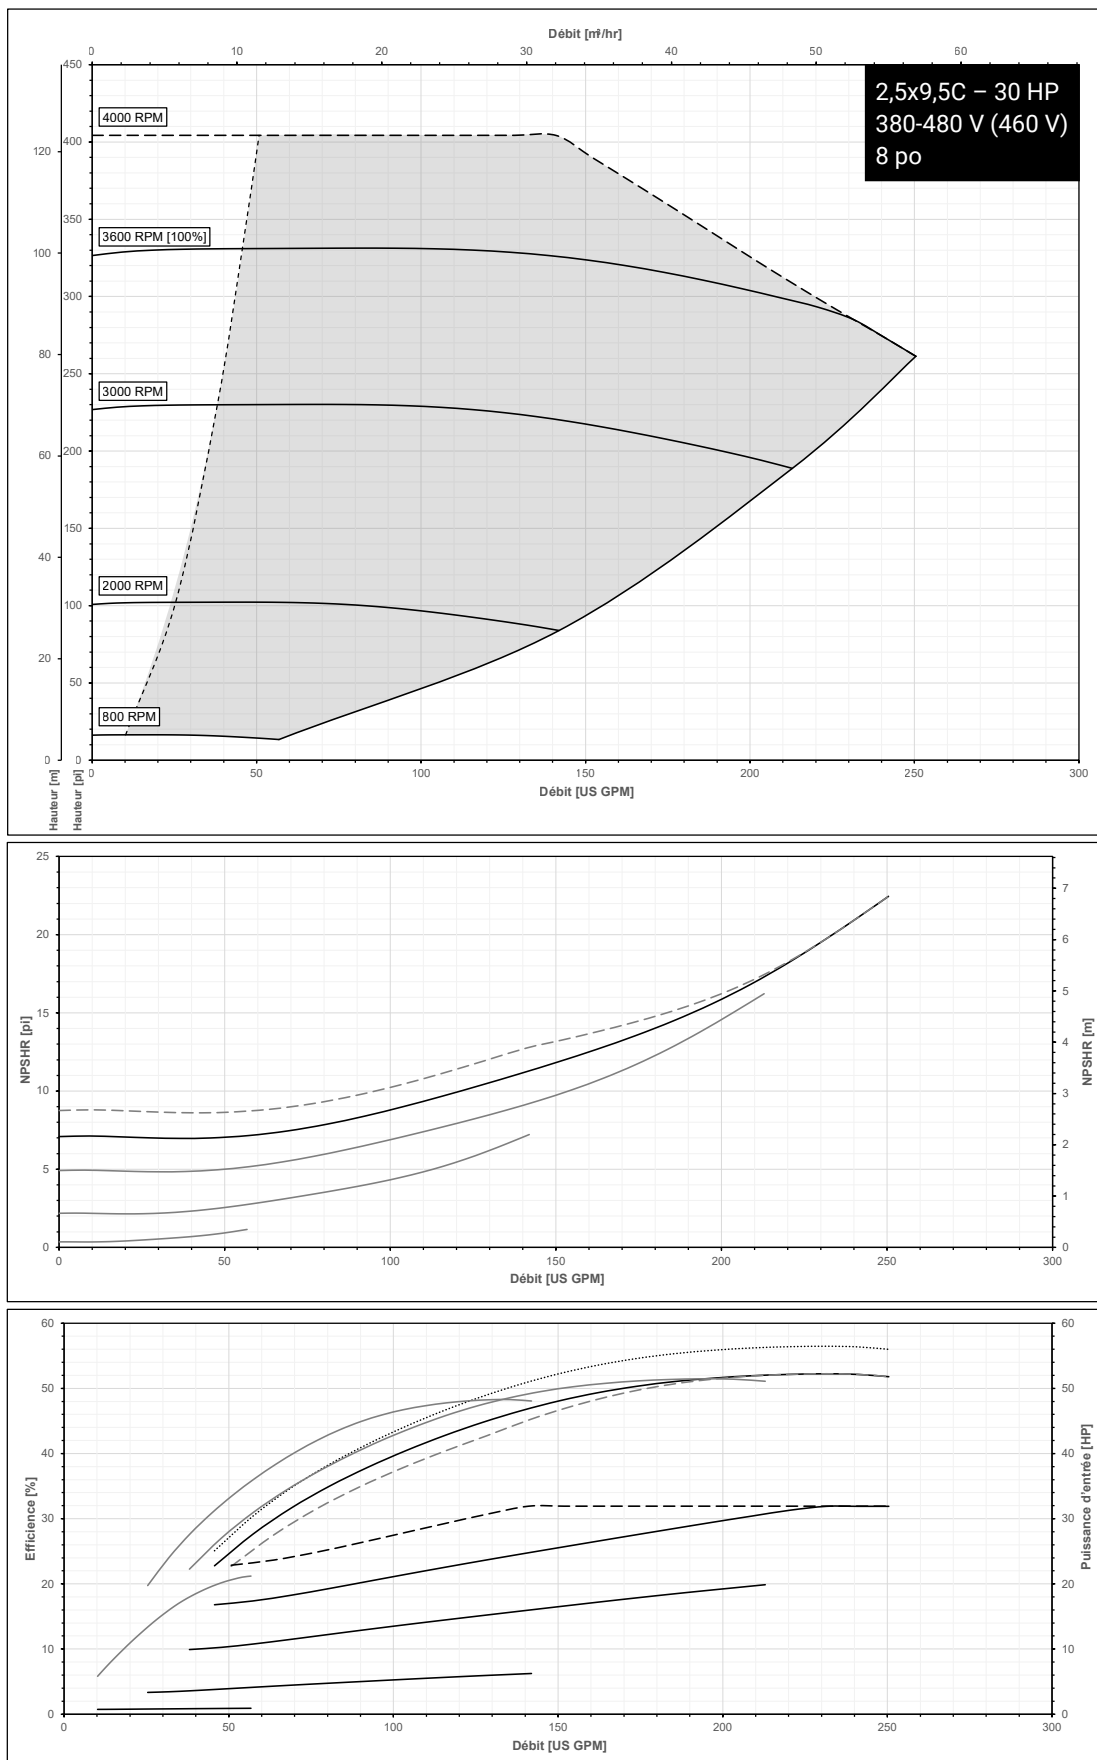 Débit [m³/hr]
0 10 20 30 40 50 60
2,5x9,5C – 30 HP
380-480 V (460 V)
8 po
450
400
350
300
250
200
150
100
50
0
120
100
80
60
40
20
0
4000 RPM
3600 RPM [100%]
3000 RPM
2000 RPM
800 RPM
0 50 100 150 200 250 300
Débit [US GPM]
Hauteur [m]
Hauteur [pi]
25
20
15
10
5
0
NPSHR [pi]
7
6
5
4
3
2
1
0
NPSHR [m]
0 50 100 150 200 250 300
Débit [US GPM]
60
50
40
30
20
10
0
Efficience [%]
60
50
40
30
20
10
0
Puissance d'entrée [HP]
0 50 100 150 200 250 300
Débit [US GPM]